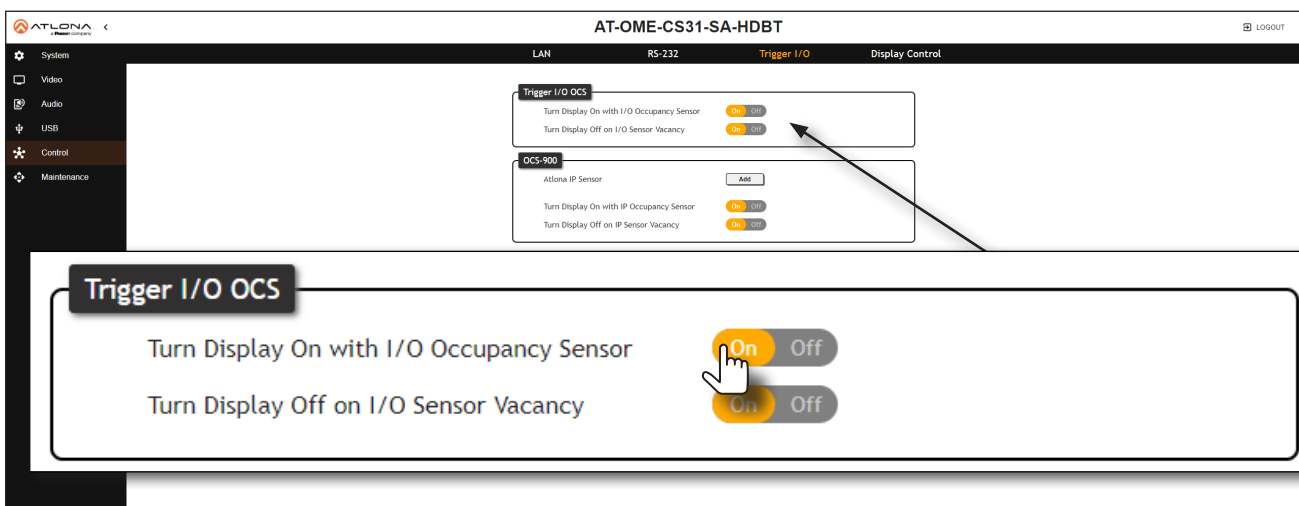 ATLONA
a Panduit company
AT-OME-CS31-SA-HDBT
LOGOUT
System
Video
Audio
USB
Control
Maintenance
LAN RS-232 Trigger I/O Display Control
Trigger I/O OCS
Turn Display On with I/O Occupancy Sensor On Off
Turn Display Off on I/O Sensor Vacancy On Off
OCS-900
Atlona IP Sensor Add
Turn Display On with IP Occupancy Sensor On Off
Turn Display Off on IP Sensor Vacancy On Off
Trigger I/O OCS
Turn Display On with I/O Occupancy Sensor On Off
Turn Display Off on I/O Sensor Vacancy On Off